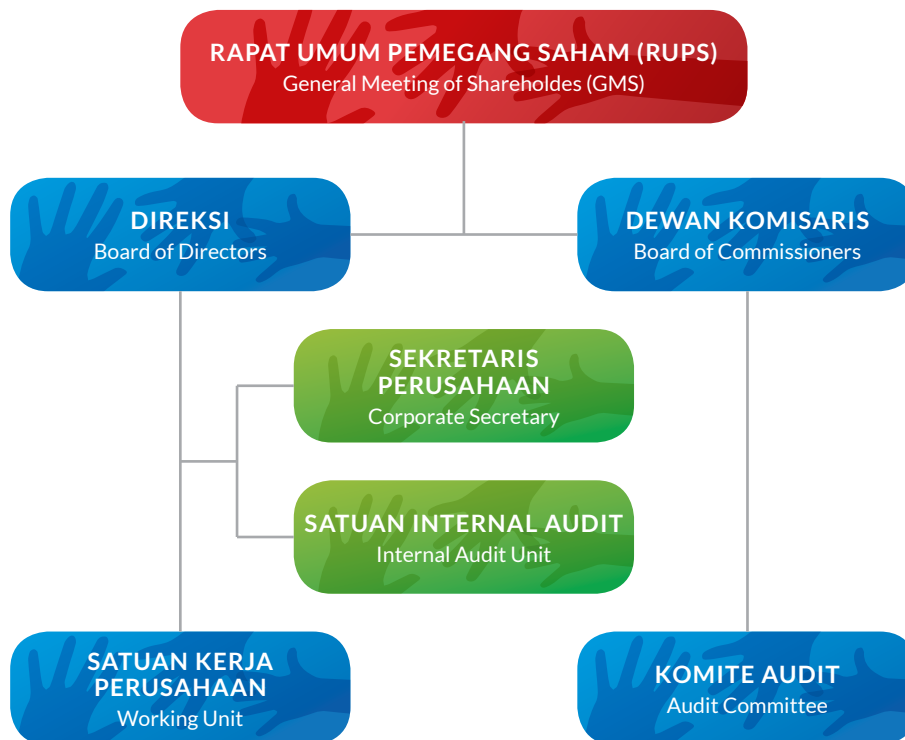 RAPAT UMUM PEMEGANG SAHAM (RUPS)
General Meeting of Shareholdes (GMS)
DIREKSI
Board of Directors
DEWAN KOMISARIS
Board of Commissioners
SEKRETARIS
PERUSAHAAN
Corporate Secretary
SATUAN INTERNAL AUDIT
Internal Audit Unit
SATUAN KERJA
PERUSAHAAN
Working Unit
KOMITE AUDIT
Audit Committee